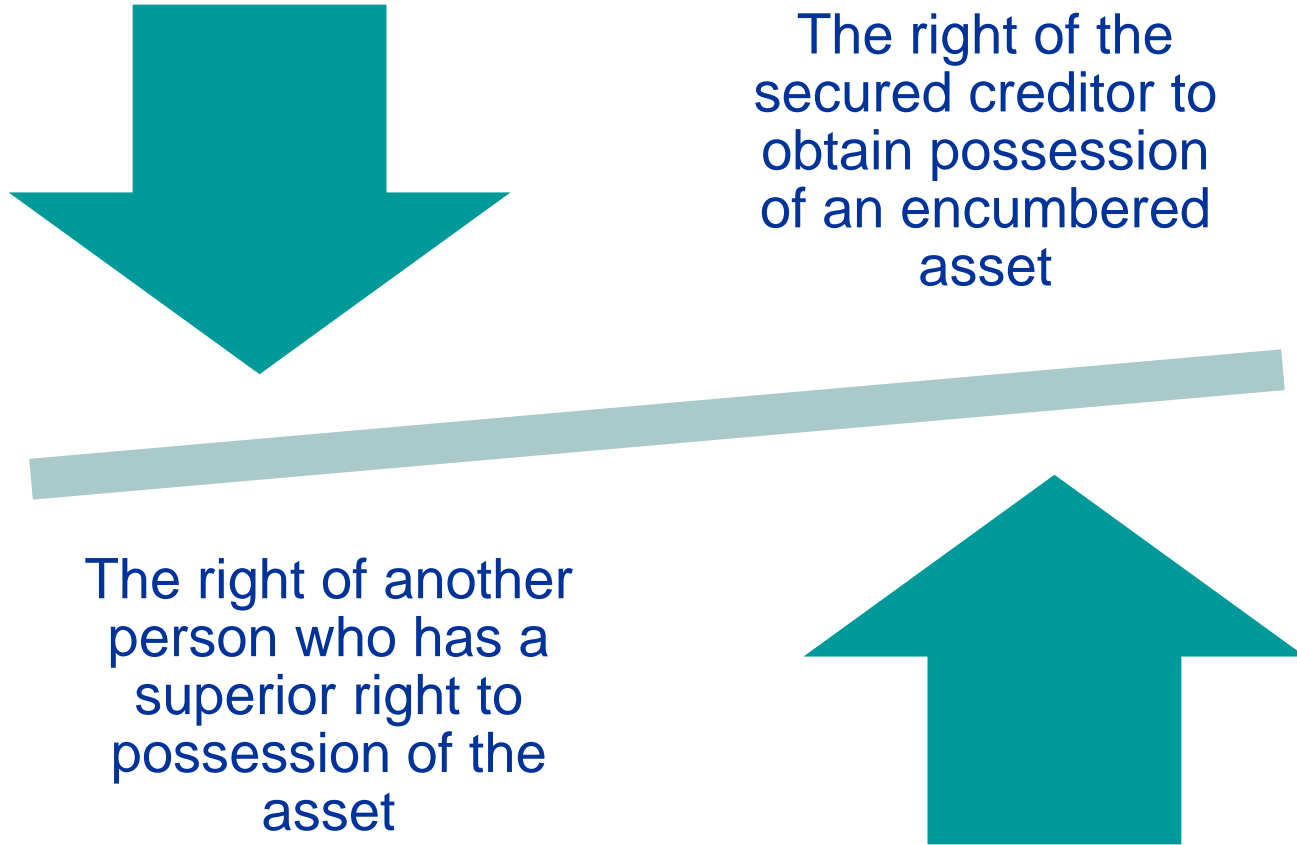 The right of the
secured creditor to
obtain possession
of an encumbered
asset
The right of another
person who has a
superior right to
possession of the
asset